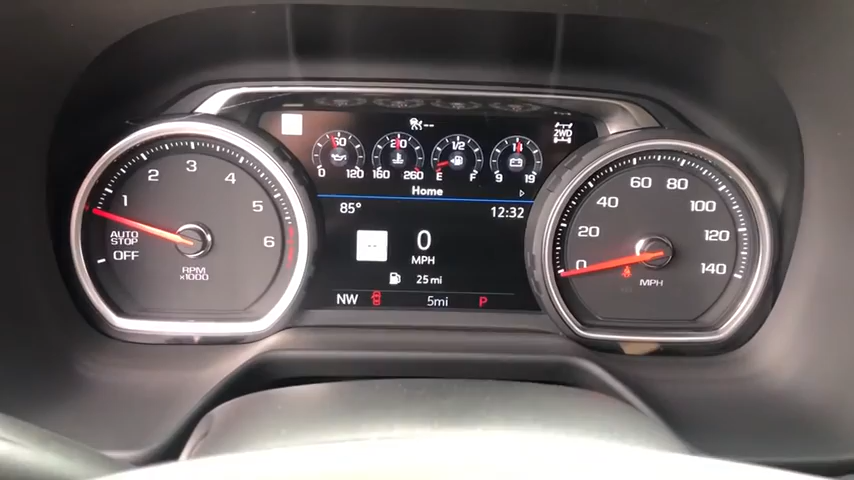 1
2
3
4
5
6
AUTO
STOP
OFF
RPM
x1000
--
2WD
60
0 120
210
160 260
1/2
E F
14
9 19
Home
85° 12:32
--
0
MPH
25 mi
NW 5mi P
0
20
40
60
80
100
120
140
MPH